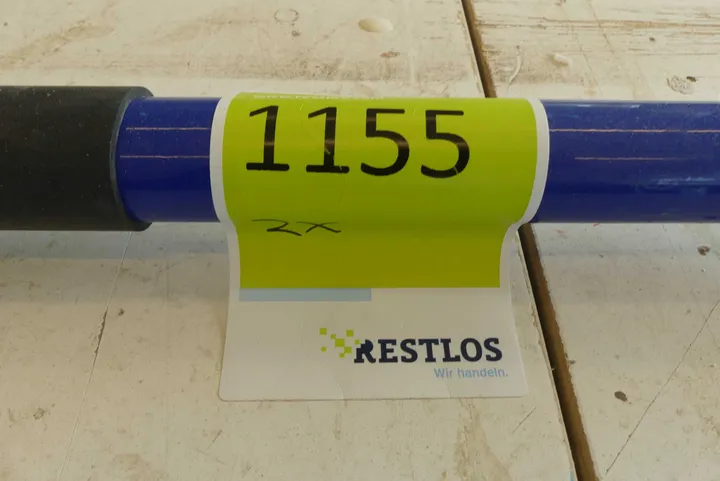 1155
2x
RESTLOS
Wir handeln.